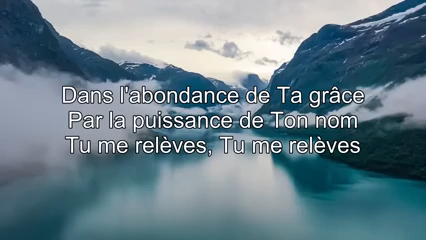 Dans l'abondance de Ta grâce
Par la puissance de Ton nom
Tu me relèves, Tu me relèves